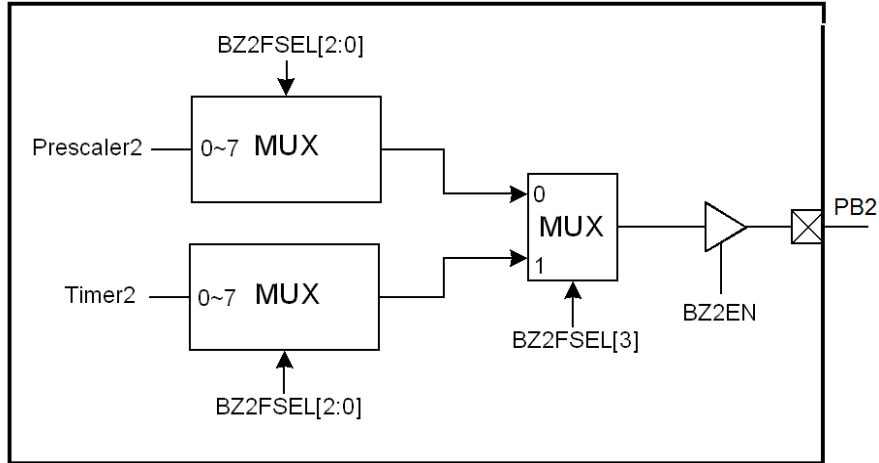 BZ2FSEL[2:0]
Prescaler2
0~7 MUX
0
MUX
1
PB2
Timer2
0~7 MUX
BZ2EN
BZ2FSEL[3]
BZ2FSEL[2:0]